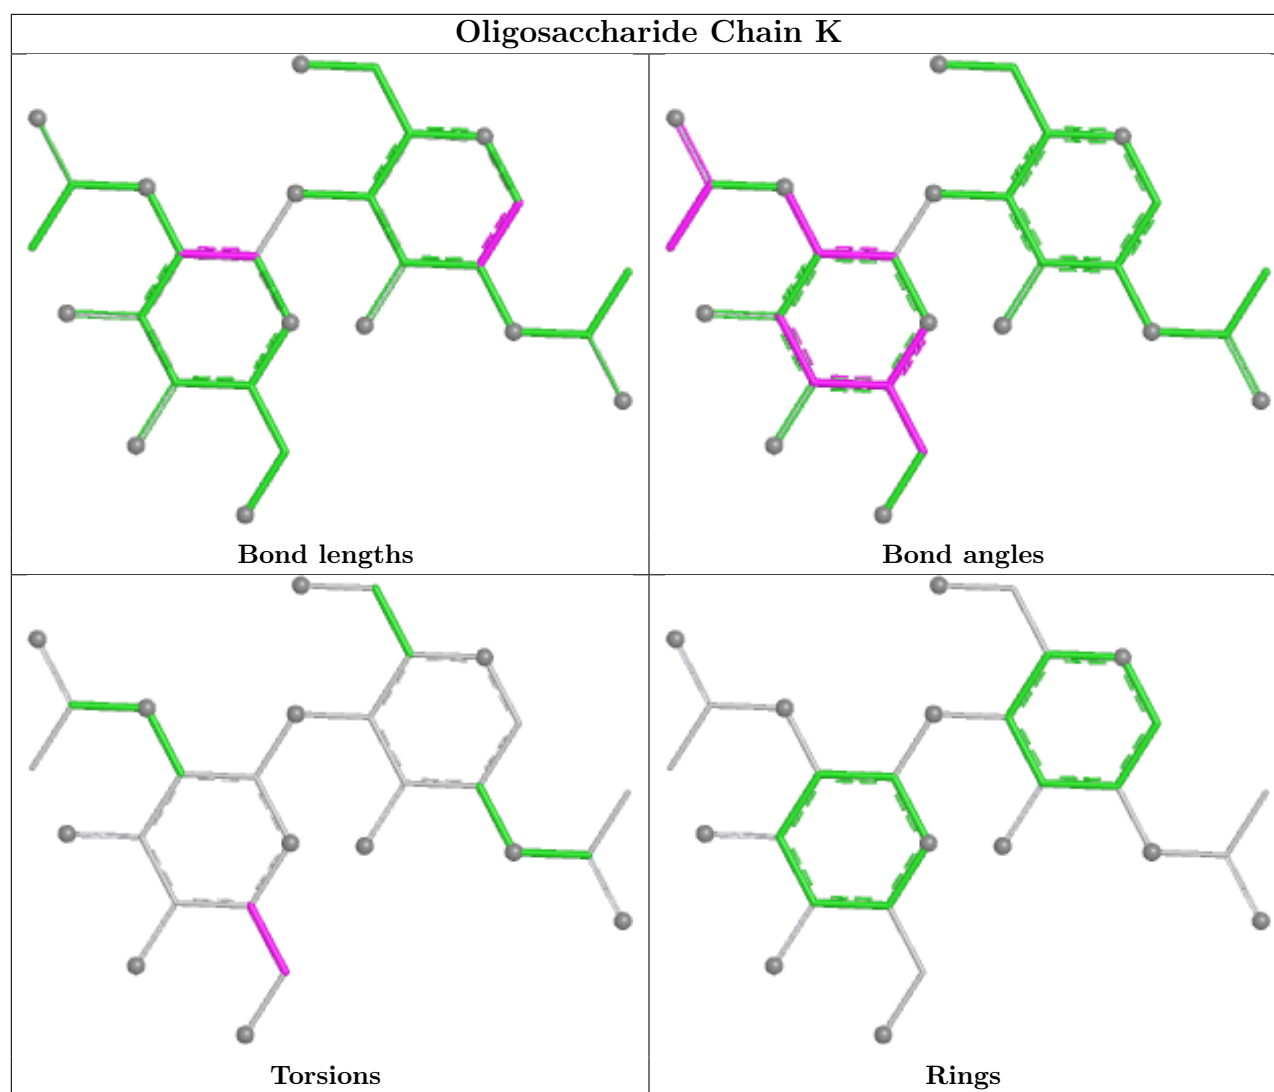 Oligosaccharide Chain K
Bond lengths
Bond angles
Torsions
Rings